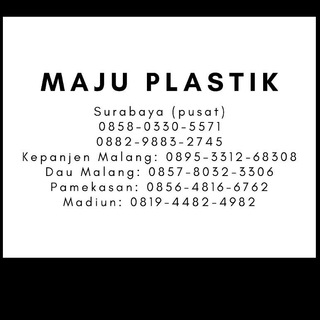 MAJU PLASTIK
Surabaya (pusat)
0858-0330-5571
0882-9883-2745
Kepanjen Malang: 0895-3312-68308
Dau Malang: 0857-8032-3306
Pamekasan: 0856-4816-6762
Madiun: 0819-4482-4982